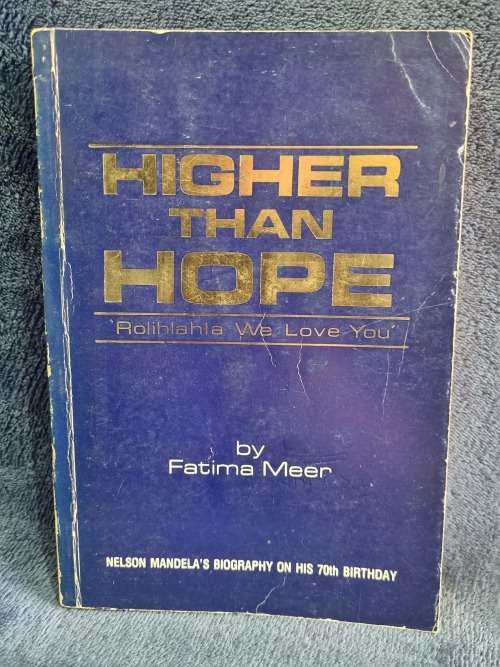 HIGHER
THAN
HOPE
'Rolihlahla We Love You'
by
Fatima Meer
NELSON MANDELA'S BIOGRAPHY ON HIS 70th BIRTHDAY